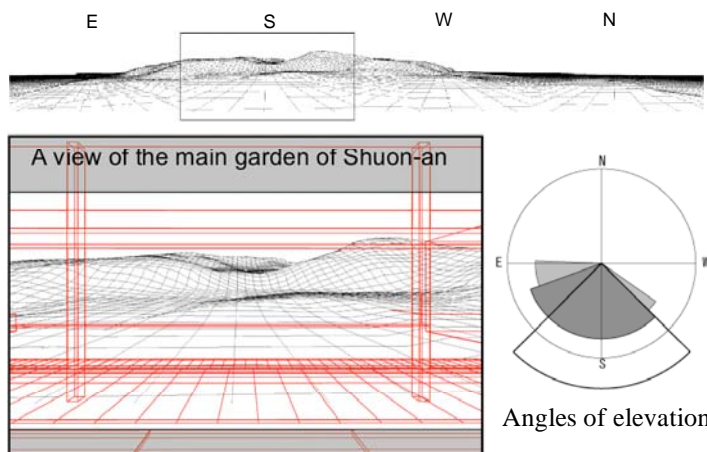 E S W N
A view of the main garden of Shuon-an
N
E W
S
Angles of elevation